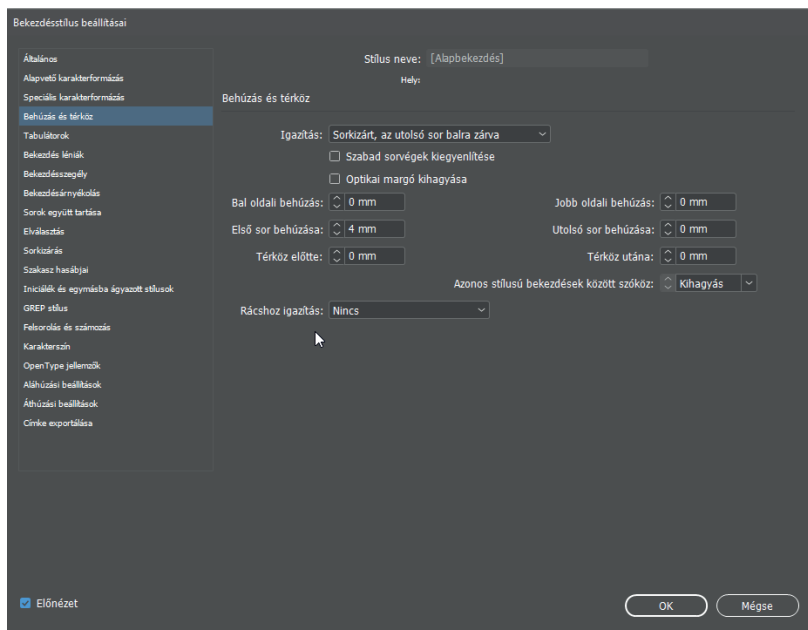 Bekezdésstílus beállításai
Általános
Alapvető karakterformázás
Speciális karakterformázás
Behúzás és térköz
Tabulátorok
Bekezdés léniák
Bekezdésszegély
Bekezdésárnyékolás
Sorok együtt tartása
Elválasztás
Sorkizárás
Szakasz hasábjai
Iniciálék és egymásba ágyazott stílusok
GREP stílus
Felsorolás és számozás
Karakterszín
OpenType jellemzők
Aláhúzási beállítások
Áthúzási beállítások
Címke exportálása
Stílus neve: [Alapbekezdés]
Hely:
Behúzás és térköz
Igazítás: Sorkizárt, az utolsó sor balra zárva
Szabad sorvégek kiegyenlítése
Optikai margó kihagyása
Bal oldali behúzás: 0 mm Jobb oldali behúzás: 0 mm
Első sor behúzása: 4 mm Utolsó sor behúzása: 0 mm
Térköz előtte: 0 mm Térköz utána: 0 mm
Azonos stílusú bekezdések között szóköz: Kihagyás
Rácshoz igazítás: Nincs
Előnézet
OK Mégse